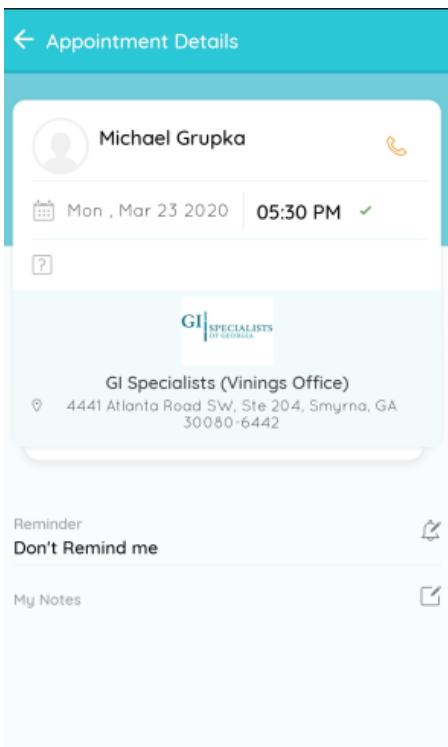 Appointment Details
Michael Grupka
Mon , Mar 23 2020 05:30 PM
?
GI SPECIALISTS
OF GEORGIA
GI Specialists (Vinings Office)
4441 Atlanta Road SW, Ste 204, Smyrna, GA
30080-6442
Reminder
Don't Remind me
My Notes